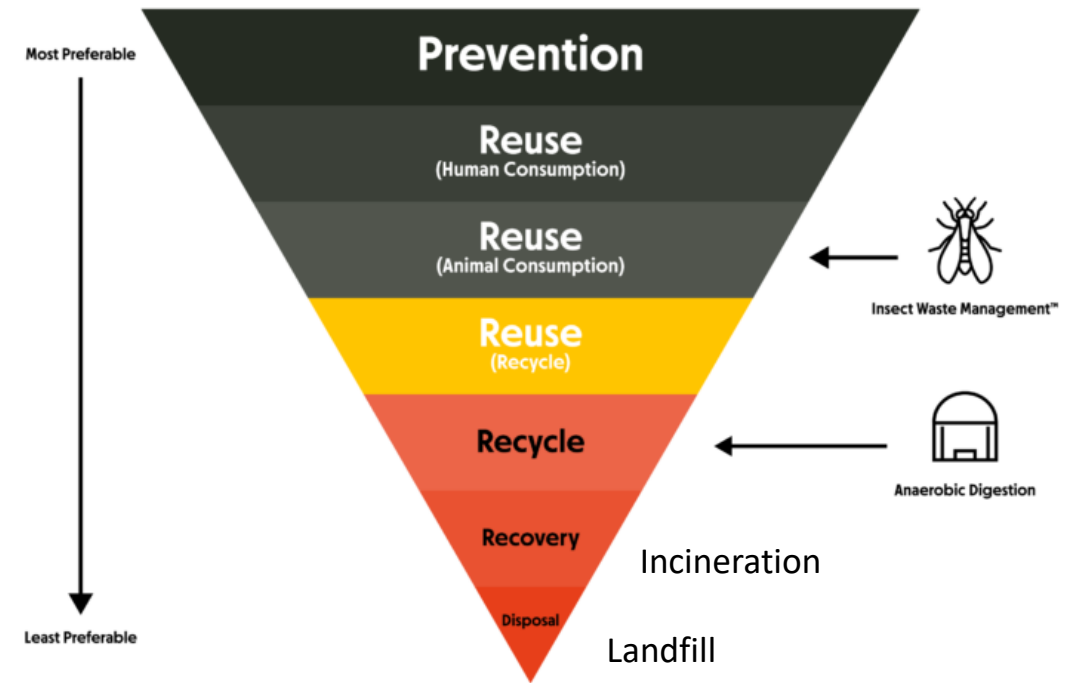 Most Preferable
Prevention
Reuse
(Human Consumption)
Reuse
(Animal Consumption)
Insect Waste Management™
Reuse
(Recycle)
Recycle
Anaerobic Digestion
Recovery
Incineration
Disposal
Least Preferable
Landfill